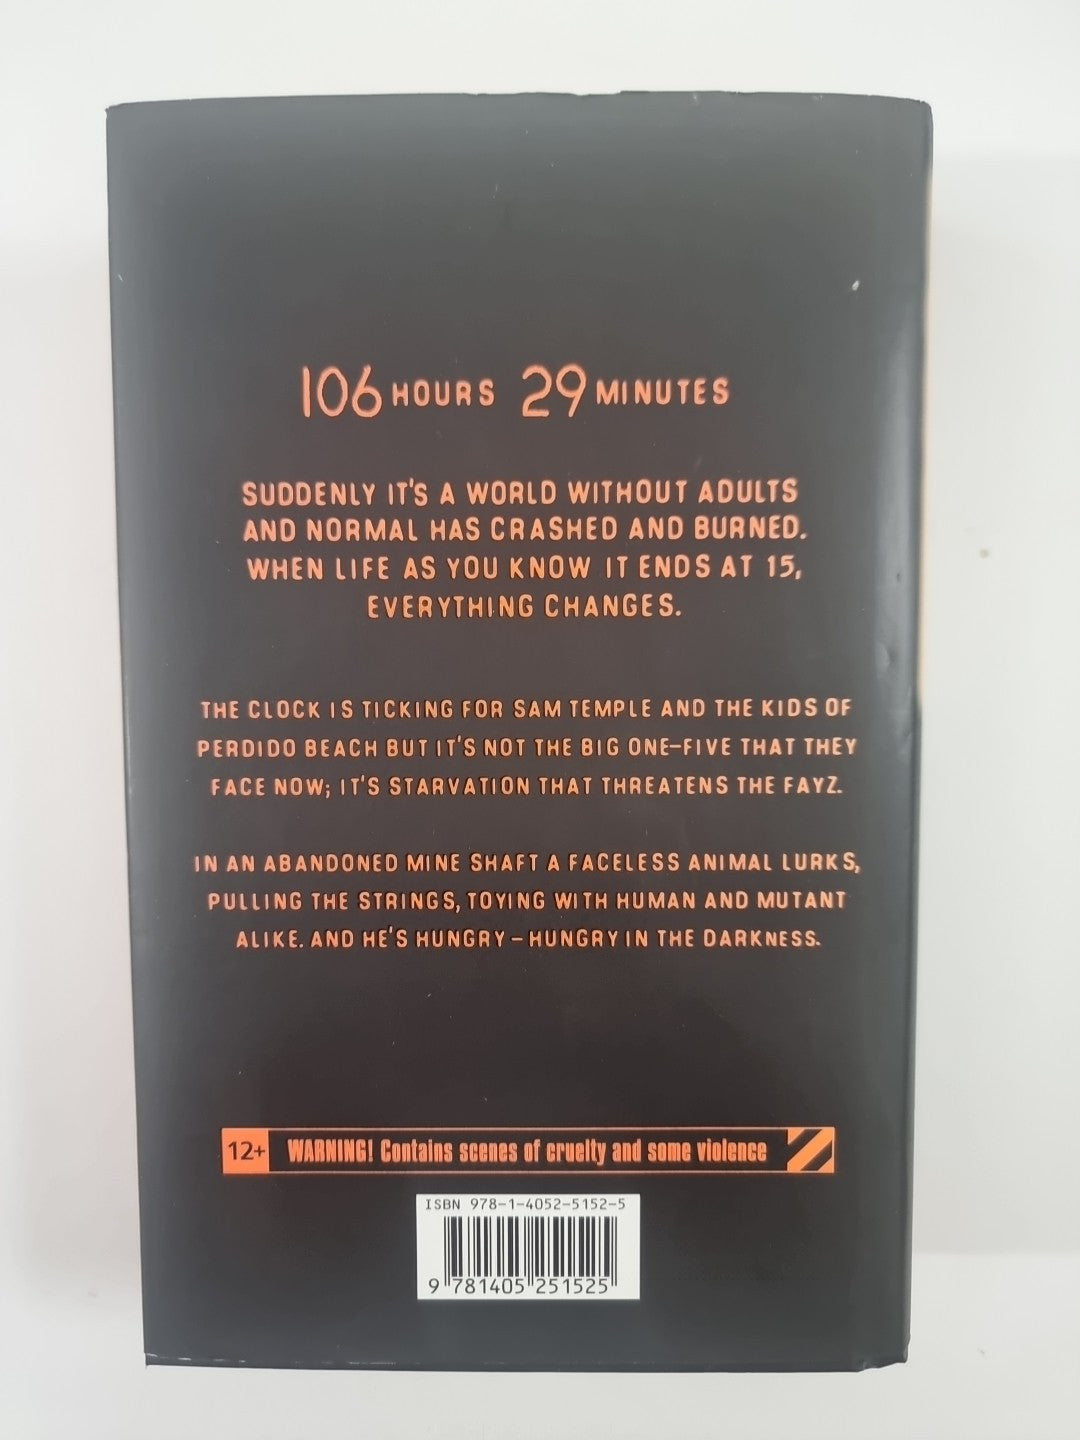 106 HOURS 29 MINUTES
SUDDENLY IT'S A WORLD WITHOUT ADULTS
AND NORMAL HAS CRASHED AND BURNED.
WHEN LIFE AS YOU KNOW IT ENDS AT 15,
EVERYTHING CHANGES.
THE CLOCK IS TICKING FOR SAM TEMPLE AND THE KIDS OF
PERDIDO BEACH BUT IT'S NOT THE BIG ONE-FIVE THAT THEY
FACE NOW; IT'S STARVATION THAT THREATENS THE FAYZ.
IN AN ABANDONED MINE SHAFT A FACELESS ANIMAL LURKS,
PULLING THE STRINGS, TOYING WITH HUMAN AND MUTANT
ALIKE. AND HE'S HUNGRY – HUNGRY IN THE DARKNESS.
12+ WARNING! Contains scenes of cruelty and some violence
ISBN 978-1-4052-5152-5
9 781405 251525